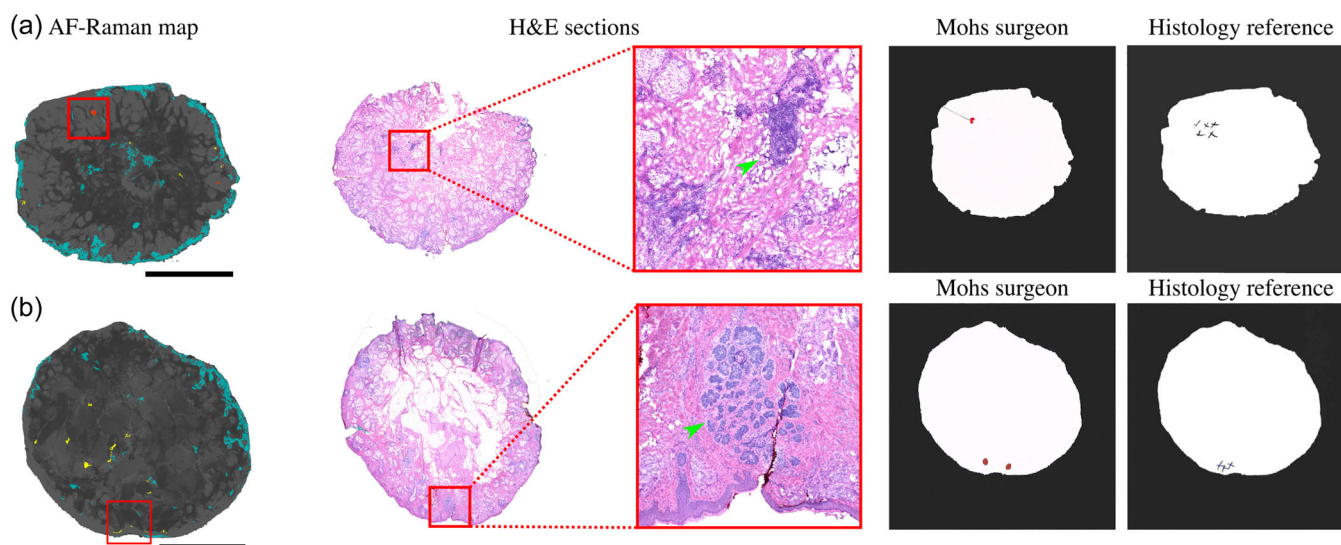 (a) AF-Raman map
H&E sections
Mohs surgeon
Histology reference
(b)
Mohs surgeon
Histology reference